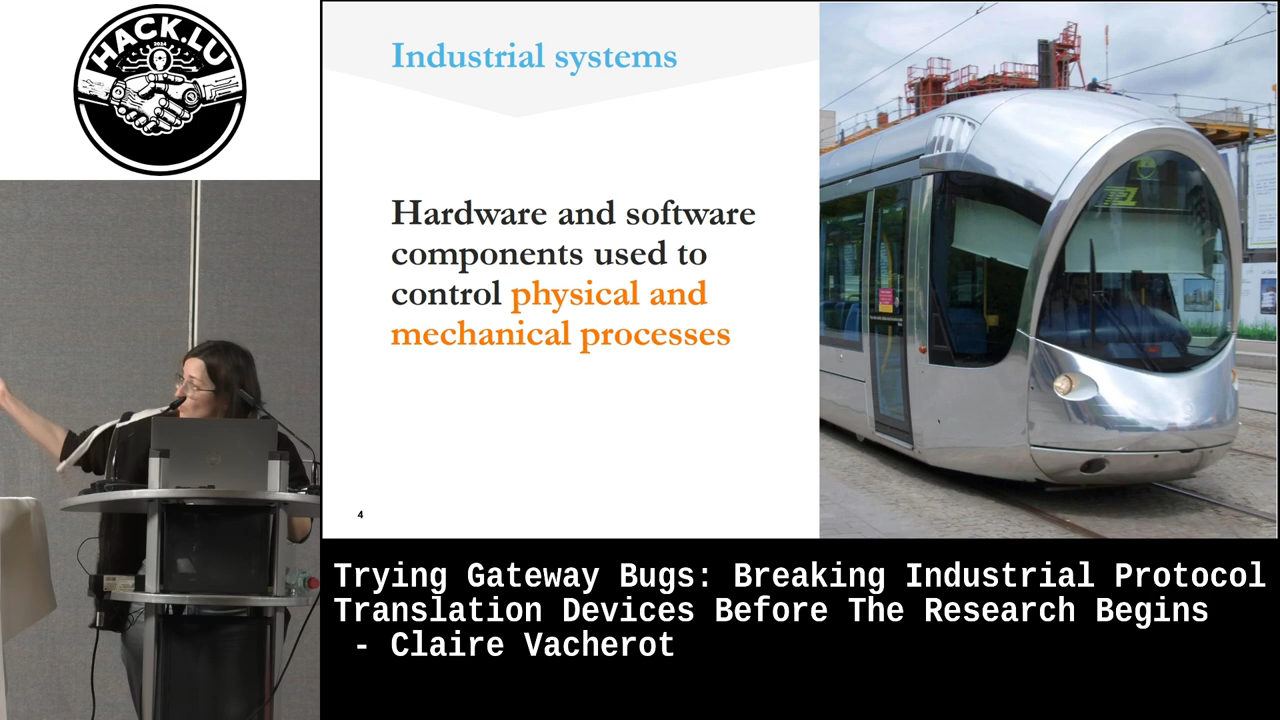 HACK.LU
2024
Industrial systems
Hardware and software
components used to
control physical and
mechanical processes
4
Trying Gateway Bugs: Breaking Industrial Protocol
Translation Devices Before The Research Begins
- Claire Vacherot